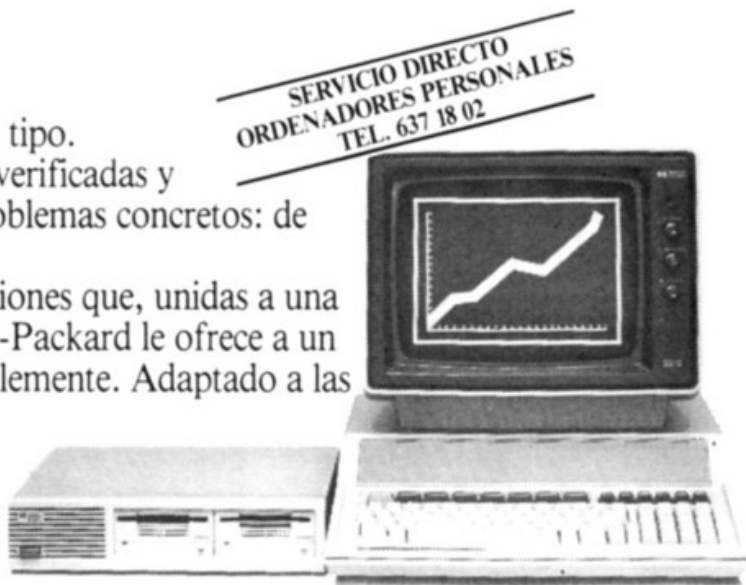 SERVICIO DIRECTO
ORDENADORES PERSONALES
TEL. 637 18 02
tipo.
verificadas y
oblemas concretos: de
iones que, unidas a una
-Packard le ofrece a un
lemente. Adaptado a las